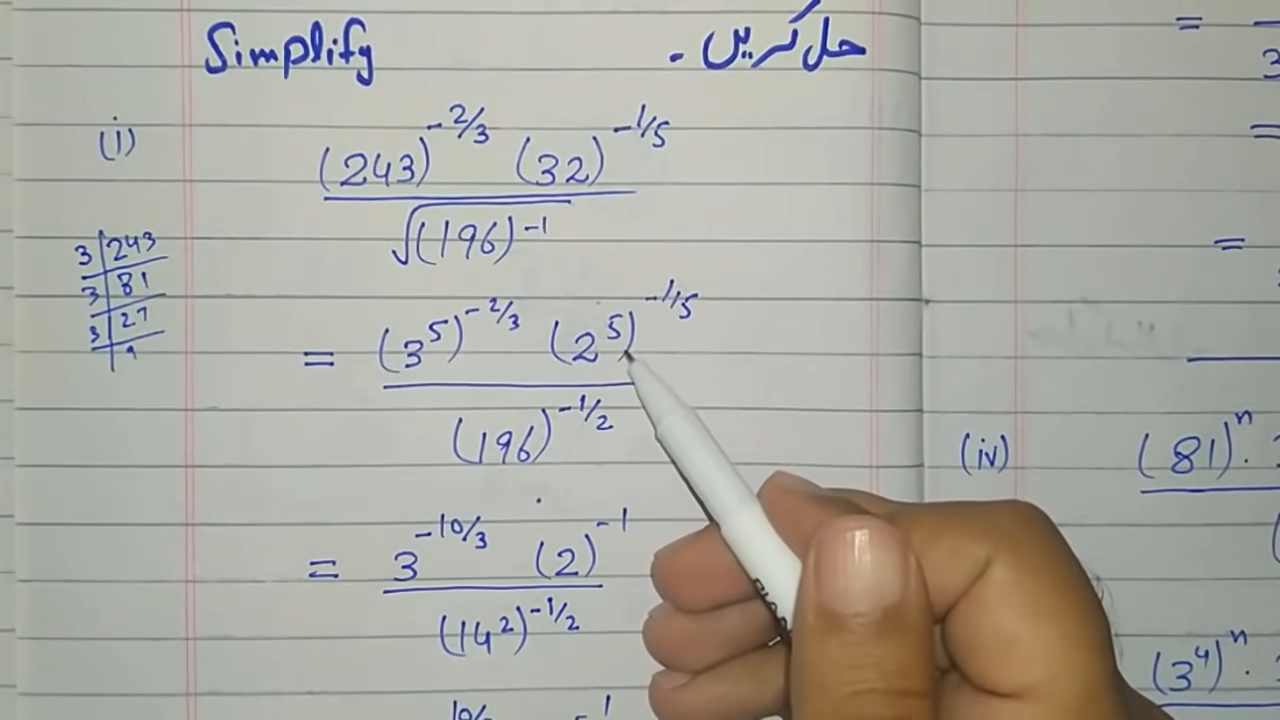 Simplify حل کریں۔
(i) (243)^-2/3 (32)^-1/5
√(196)^-1
3 | 243
3 | 81
3 | 27
9
= (3^5)^-2/3 (2^5)^-1/5
(196)^-1/2
= 3^-10/3 (2)^-1
(14^2)^-1/2
=
3
=
=
(iv) (81)^n .
(3^4)^n .